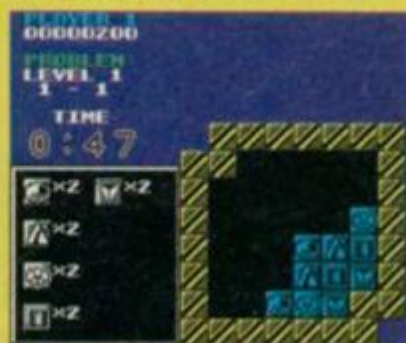 PLAYER 1
00000200
PROBLEM
LEVEL 1
1 - 1
TIME
0:47
×2 ×2
×2
×2
×2